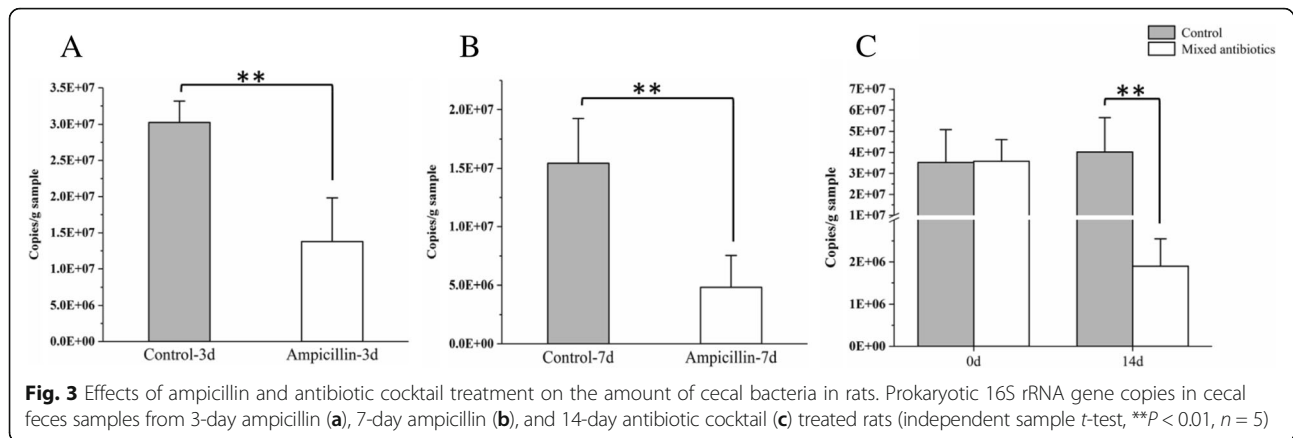 A
B
C
Control
Mixed antibiotics
**
3.5E+07
3.0E+07
2.5E+07
2.0E+07
1.5E+07
1.0E+07
5.0E+06
0.0E+00
Copies/g sample
Control-3d
Ampicillin-3d
**
2.0E+07
1.5E+07
1.0E+07
5.0E+06
0.0E+00
Copies/g sample
Control-7d
Ampicillin-7d
**
7E+07
6E+07
5E+07
4E+07
3E+07
2E+07
1E+07
2E+06
1E+06
0E+00
Copies/g sample
0d
14d
Fig. 3 Effects of ampicillin and antibiotic cocktail treatment on the amount of cecal bacteria in rats. Prokaryotic 16S rRNA gene copies in cecal
feces samples from 3-day ampicillin (a), 7-day ampicillin (b), and 14-day antibiotic cocktail (c) treated rats (independent sample t-test, **P < 0.01, n = 5)